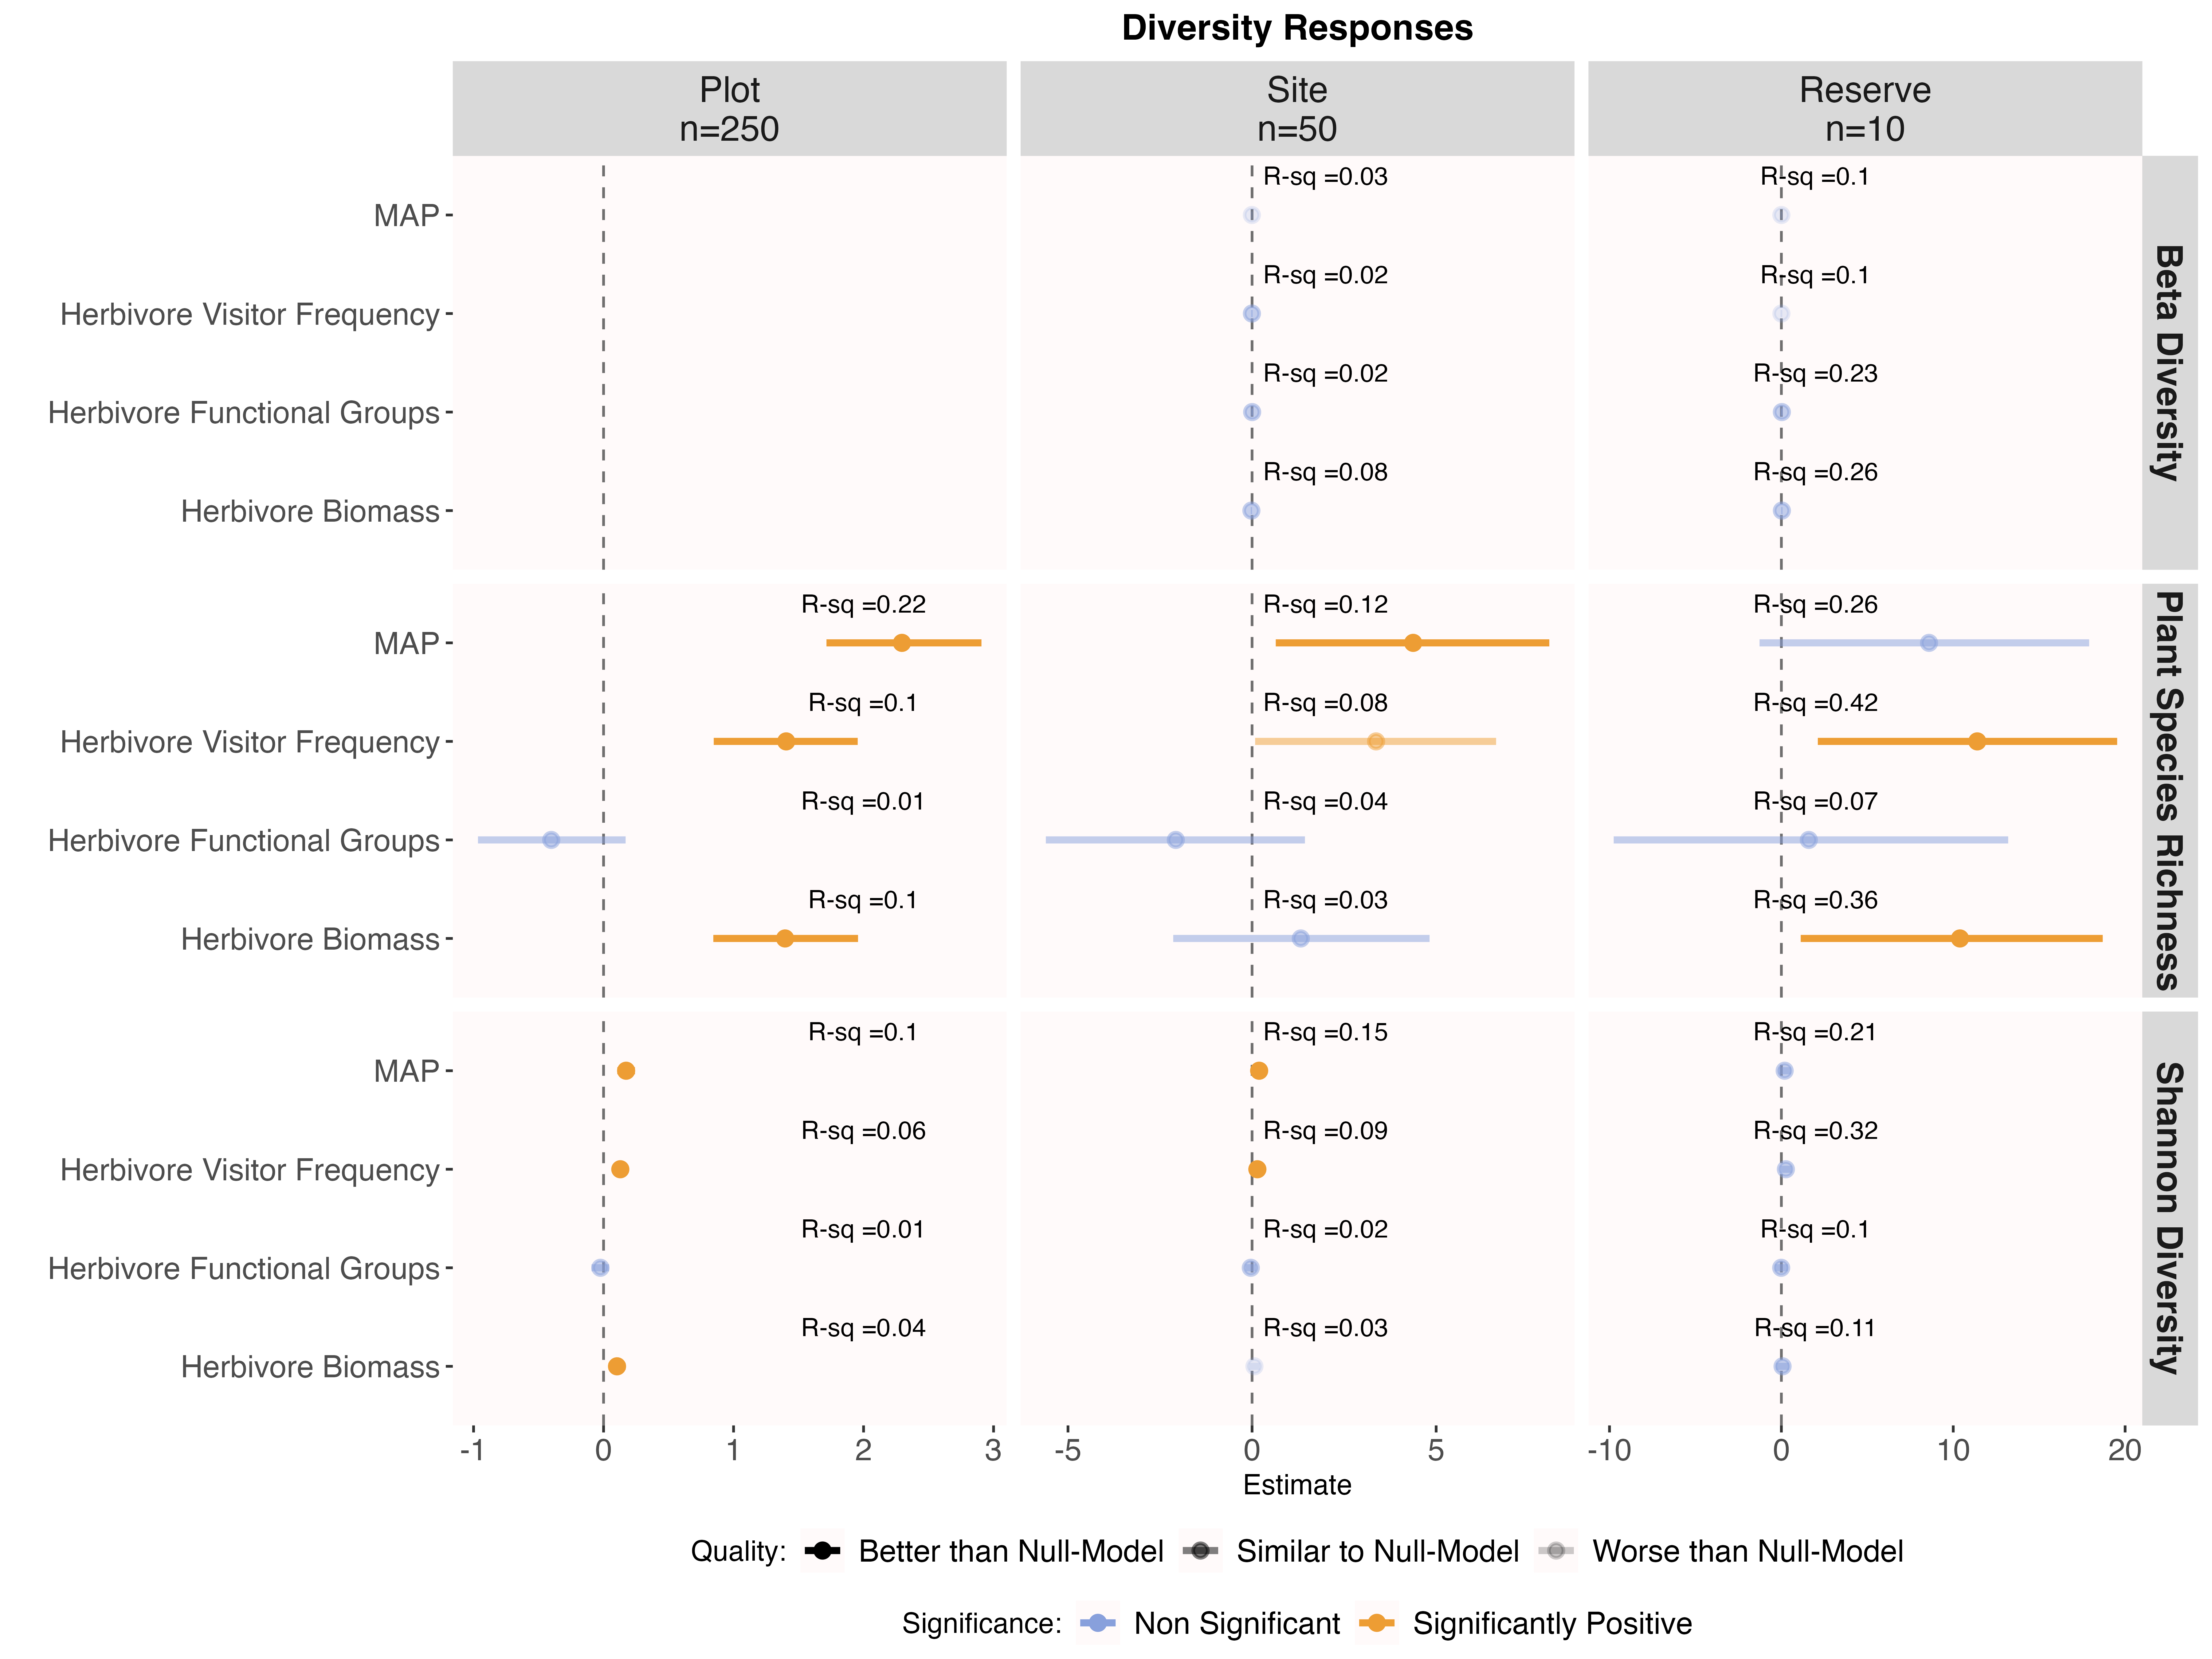 Diversity Responses
Plot
n=250
Site
n=50
Reserve
n=10
Beta Diversity
MAP
R-sq =0.03
R-sq =0.1
Herbivore Visitor Frequency
R-sq =0.02
R-sq =0.1
Herbivore Functional Groups
R-sq =0.02
R-sq =0.23
Herbivore Biomass
R-sq =0.08
R-sq =0.26
Plant Species Richness
MAP
R-sq =0.22
R-sq =0.12
R-sq =0.26
Herbivore Visitor Frequency
R-sq =0.1
R-sq =0.08
R-sq =0.42
Herbivore Functional Groups
R-sq =0.01
R-sq =0.04
R-sq =0.07
Herbivore Biomass
R-sq =0.1
R-sq =0.03
R-sq =0.36
Shannon Diversity
MAP
R-sq =0.1
R-sq =0.15
R-sq =0.21
Herbivore Visitor Frequency
R-sq =0.06
R-sq =0.09
R-sq =0.32
Herbivore Functional Groups
R-sq =0.01
R-sq =0.02
R-sq =0.1
Herbivore Biomass
R-sq =0.04
R-sq =0.03
R-sq =0.11
-1 0 1 2 3
-5 0 5
-10 0 10 20
Estimate
Quality: Better than Null-Model Similar to Null-Model Worse than Null-Model
Significance: Non Significant Significantly Positive